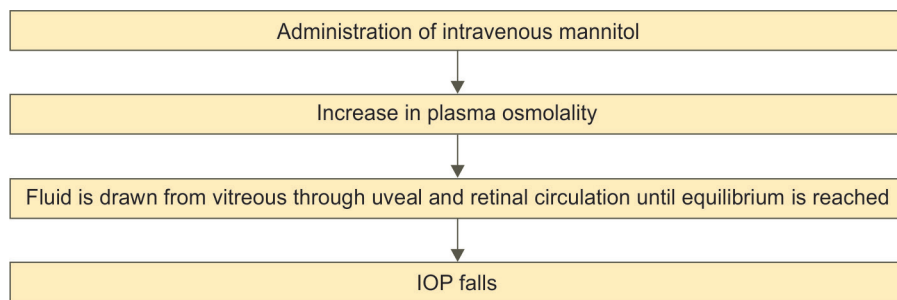 Administration of intravenous mannitol
Increase in plasma osmolality
Fluid is drawn from vitreous through uveal and retinal circulation until equilibrium is reached
IOP falls